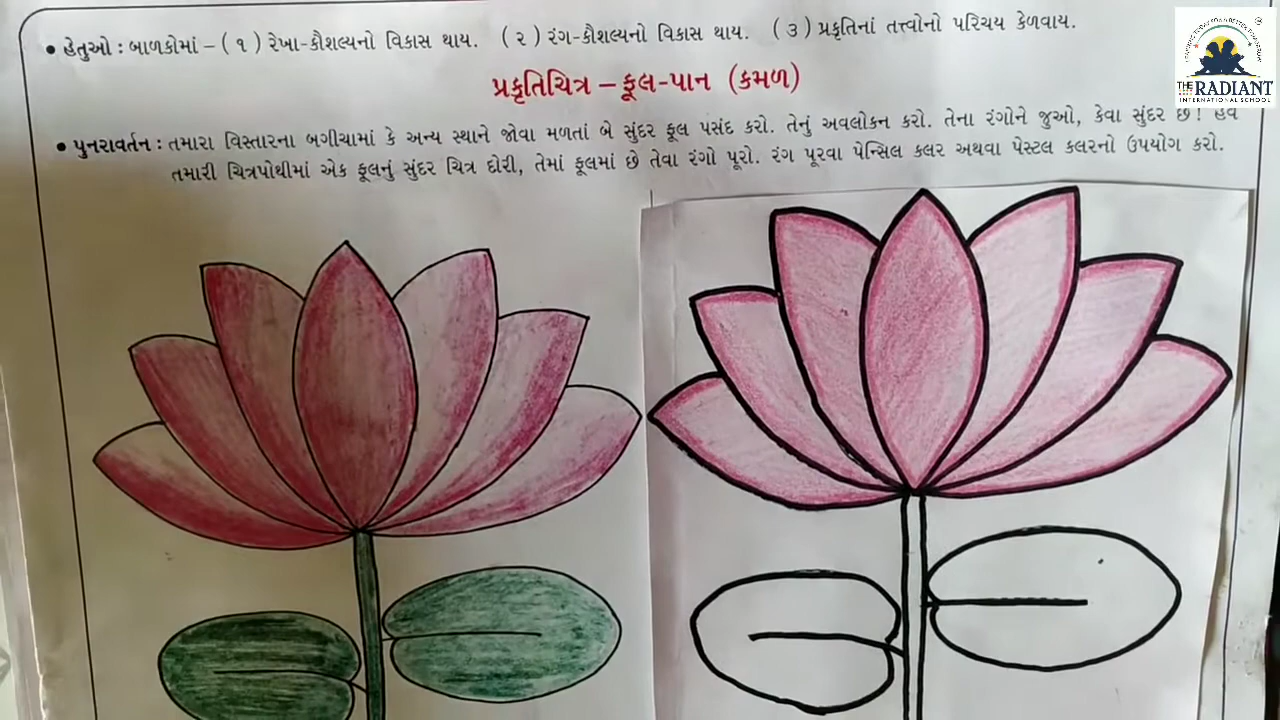 • હેતુઓ : બાળકોમાં – (૧) રેખા-કૌશલ્યનો વિકાસ થાય. (૨) રંગ-કૌશલ્યનો વિકાસ થાય. (૩) પ્રકૃતિનાં તત્ત્વોનો પરિચય કેળવાય.
પ્રકૃતિચિત્ર – ફૂલ-પાન (કમળ)
• પુનરાવર્તન : તમારા વિસ્તારના બગીચામાં કે અન્ય સ્થાને જોવા મળતાં બે સુંદર ફૂલ પસંદ કરો. તેનું અવલોકન કરો. તેના રંગોને જુઓ, કેવા સુંદર છે! હવે
તમારી ચિત્રપોથીમાં એક ફૂલનું સુંદર ચિત્ર દોરી, તેમાં ફૂલમાં છે તેવા રંગો પૂરો. રંગ પૂરવા પેન્સિલ કલર અથવા પેસ્ટલ કલરનો ઉપયોગ કરો.
THE RADIANT
INTERNATIONAL SCHOOL